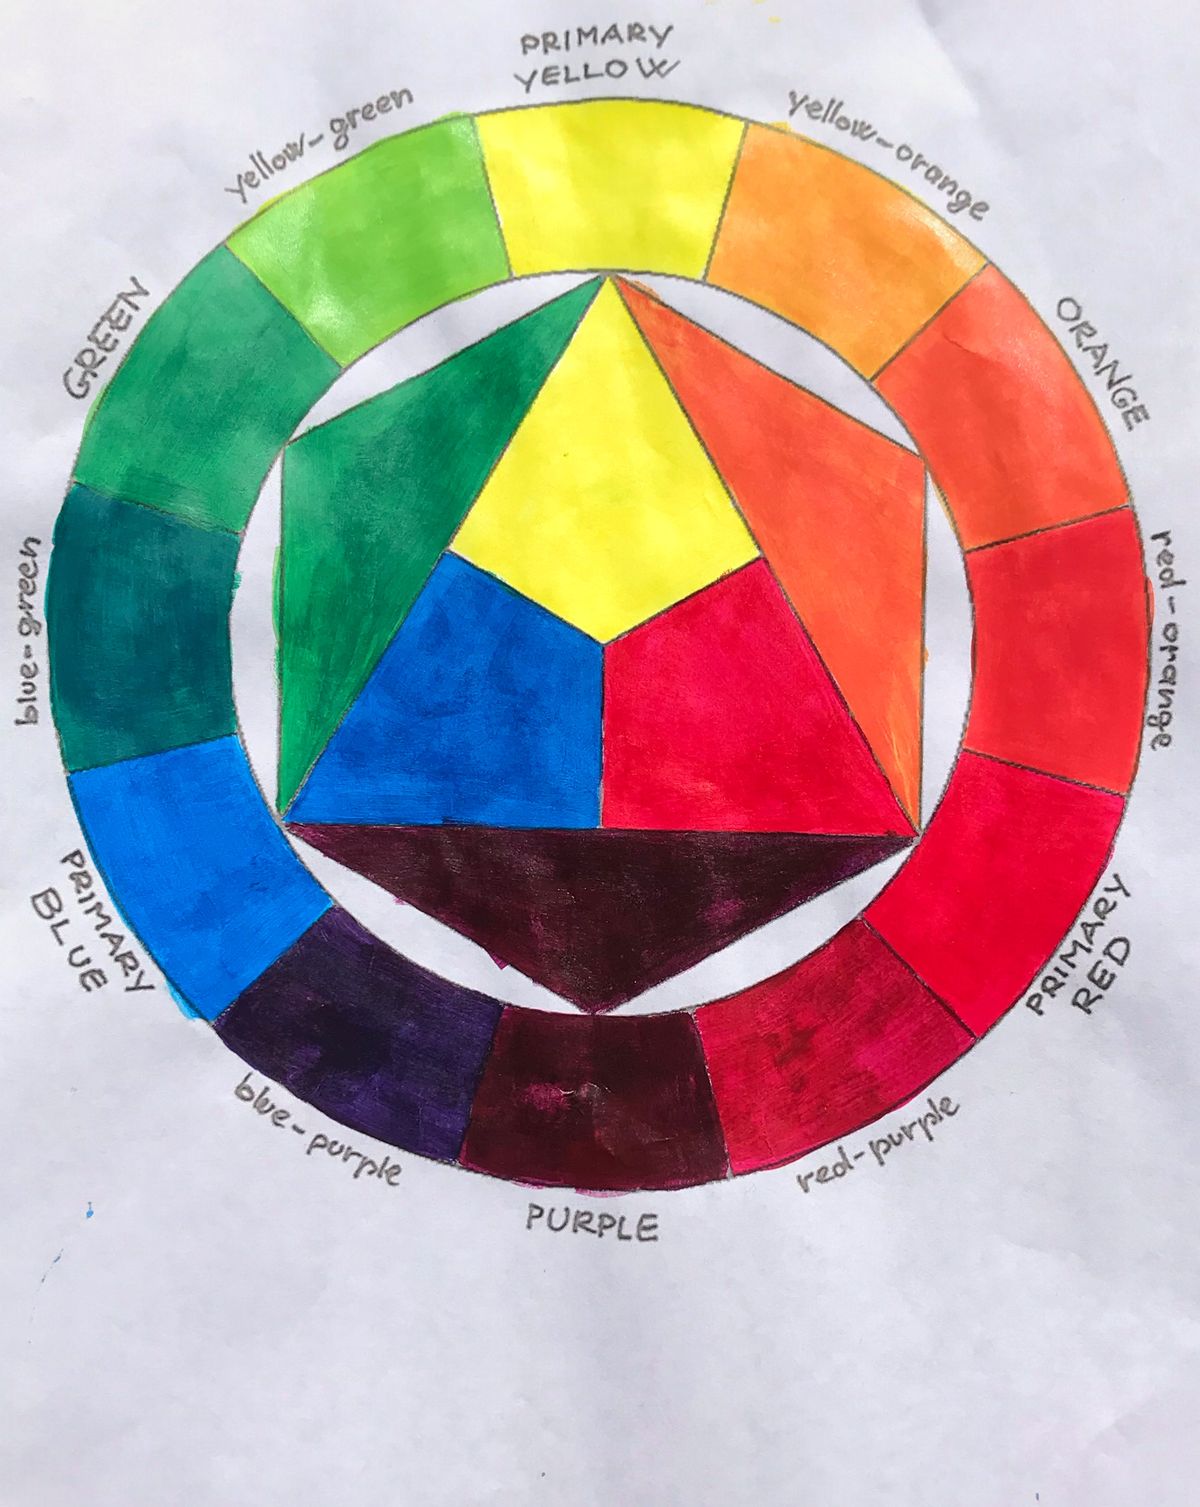 PRIMARY
YELLOW
yellow-orange
ORANGE
red-orange
PRIMARY
RED
red-purple
PURPLE
blue-purple
PRIMARY
BLUE
blue-green
GREEN
yellow-green